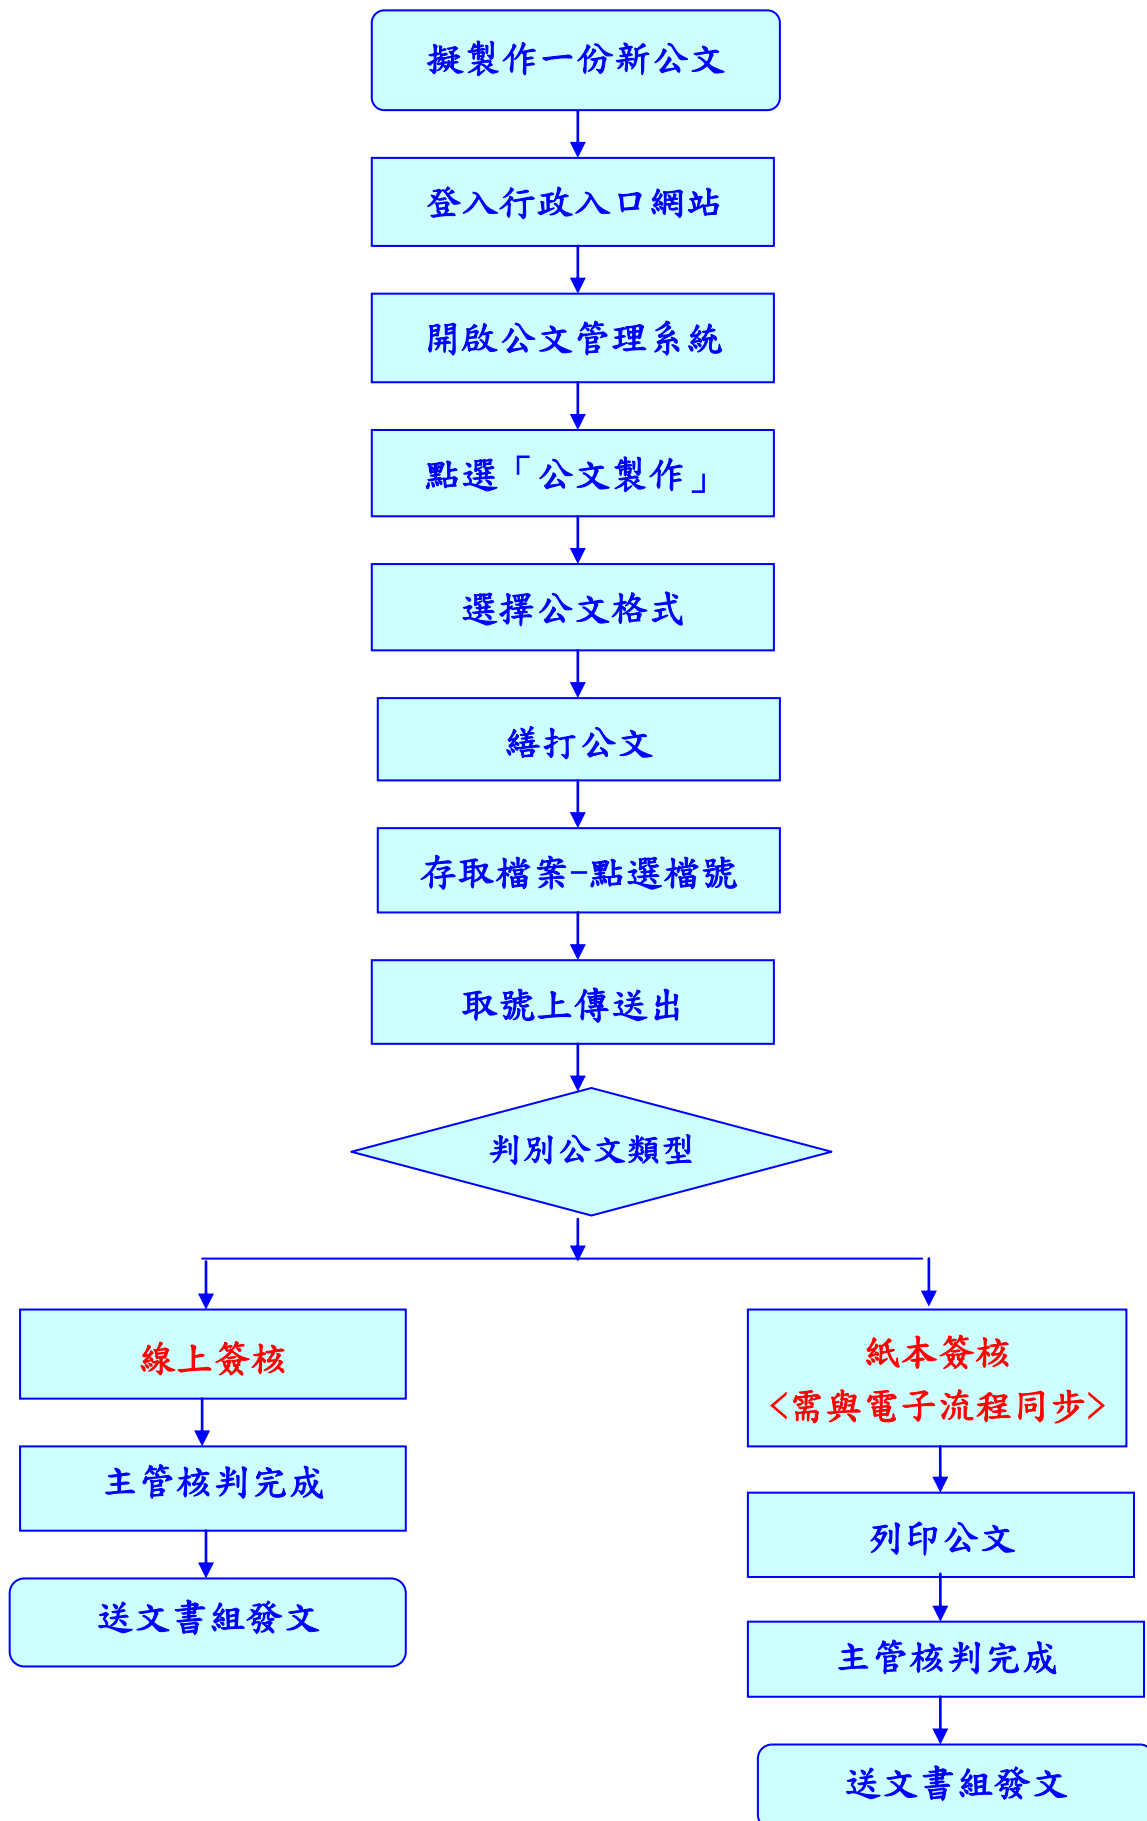 擬製作一份新公文
登入行政入口網站
開啟公文管理系統
點選「公文製作」
選擇公文格式
繕打公文
存取檔案-點選檔號
取號上傳送出
判別公文類型
線上簽核
主管核判完成
送文書組發文
紙本簽核
<需與電子流程同步>
列印公文
主管核判完成
送文書組發文